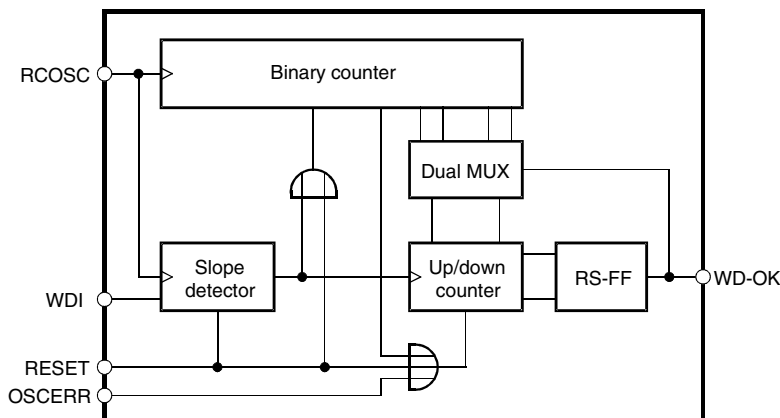 RCOSC
Binary counter
Dual MUX
Slope
detector
Up/down
counter
RS-FF
WD-OK
WDI
RESET
OSCERR